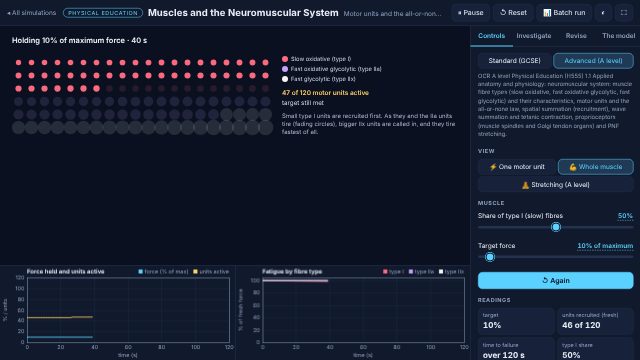 ◂ All simulations
PHYSICAL EDUCATION
Muscles and the Neuromuscular System
Motor units and the all-or-non…
Pause
Reset
Batch run
Holding 10% of maximum force · 40 s
Slow oxidative (type I)
Fast oxidative glycolytic (type IIa)
Fast glycolytic (type IIx)
47 of 120 motor units active
target still met
Small type I units are recruited first. As they and the IIa units
tire (fading circles), bigger IIx units are called in, and they tire
fastest of all.
Controls
Investigate
Revise
The model
Standard (GCSE)
Advanced (A level)
OCR A level Physical Education (H555) 1.1 Applied
anatomy and physiology: neuromuscular system: muscle
fibre types (slow oxidative, fast oxidative glycolytic, fast
glycolytic) and their characteristics, motor units and the
all-or-none law, spatial summation (recruitment), wave
summation and tetanic contraction, proprioceptors
(muscle spindles and Golgi tendon organs) and PNF
stretching.
VIEW
One motor unit
Whole muscle
Stretching (A level)
MUSCLE
Share of type I (slow) fibres
50%
Target force
10% of maximum
Again
READINGS
target
10%
units recruited (fresh)
46 of 120
time to failure
over 120 s
type I share
50%
Force held and units active
force (% of max)
units active
% / units
120
100
80
60
40
20
0
0
20
40
60
80
100
120
time (s)
Fatigue by fibre type
type I
type IIa
type IIx
% of fresh force
100
80
60
40
20
0
0
20
40
60
80
100
120
time (s)